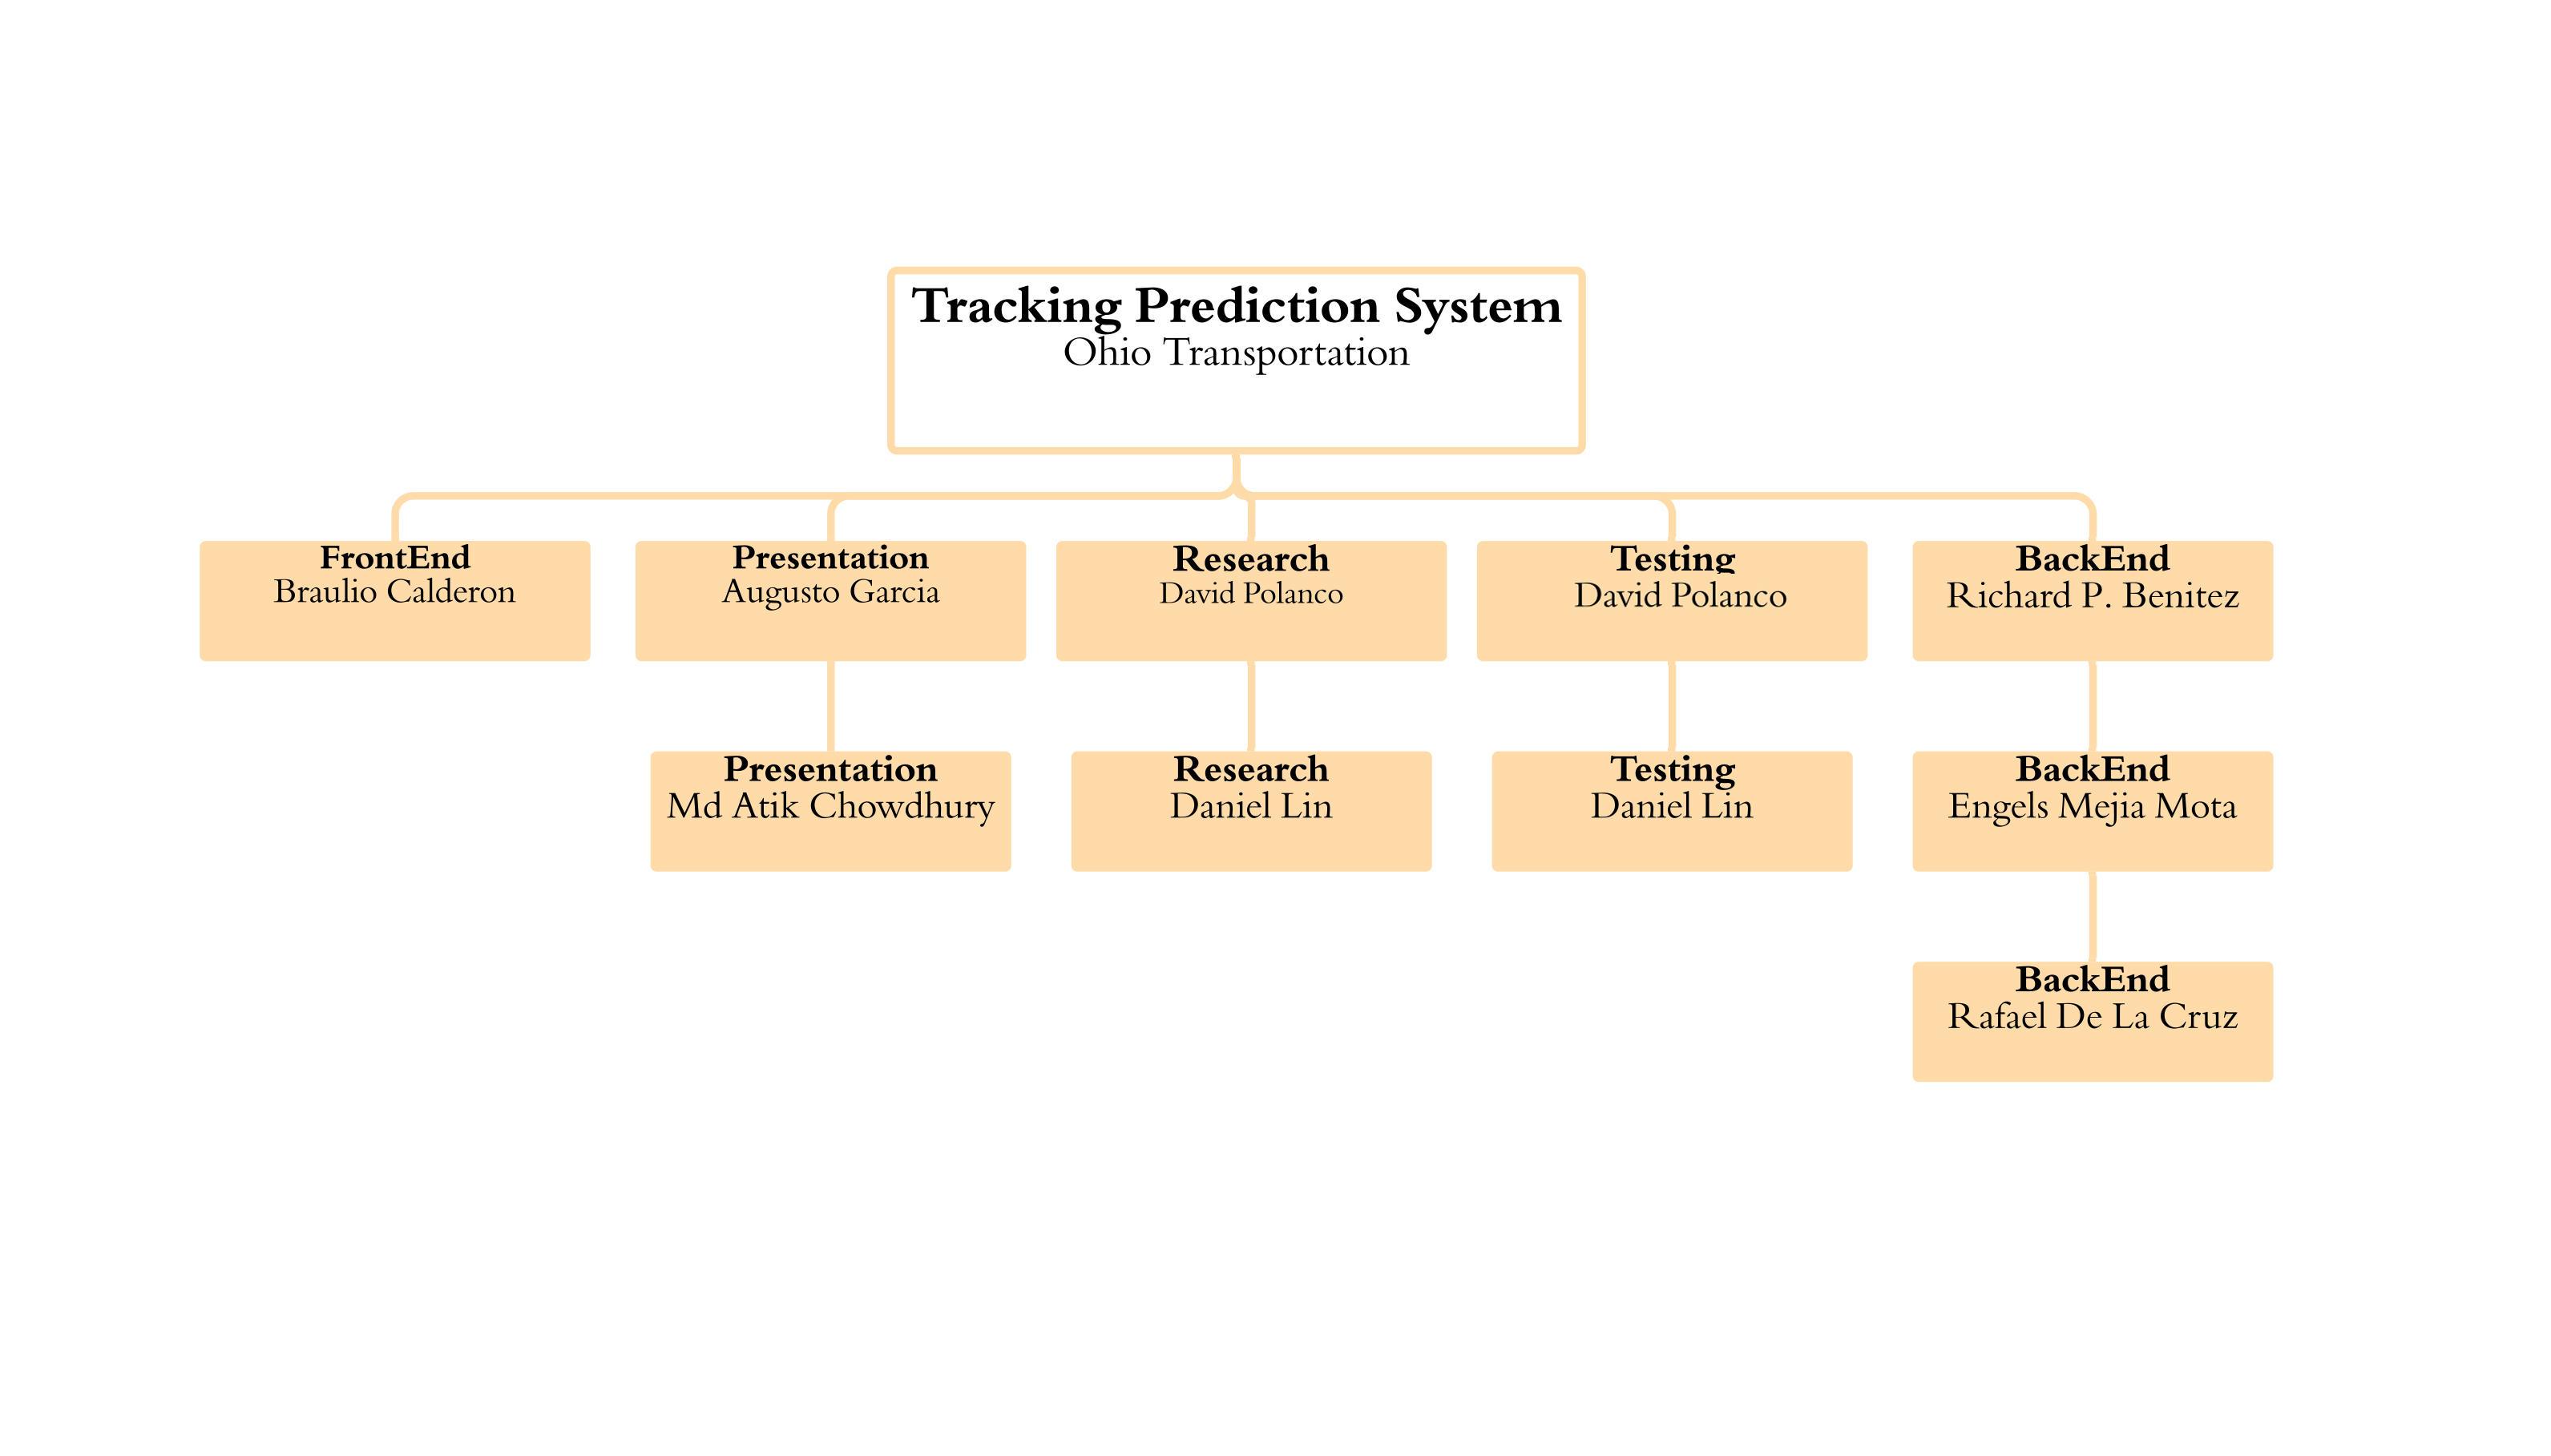 Tracking Prediction System
Ohio Transportation
FrontEnd
Braulio Calderon
Presentation
Augusto Garcia
Research
David Polanco
Testing
David Polanco
BackEnd
Richard P. Benitez
Presentation
Md Atik Chowdhury
Research
Daniel Lin
Testing
Daniel Lin
BackEnd
Engels Mejia Mota
BackEnd
Rafael De La Cruz